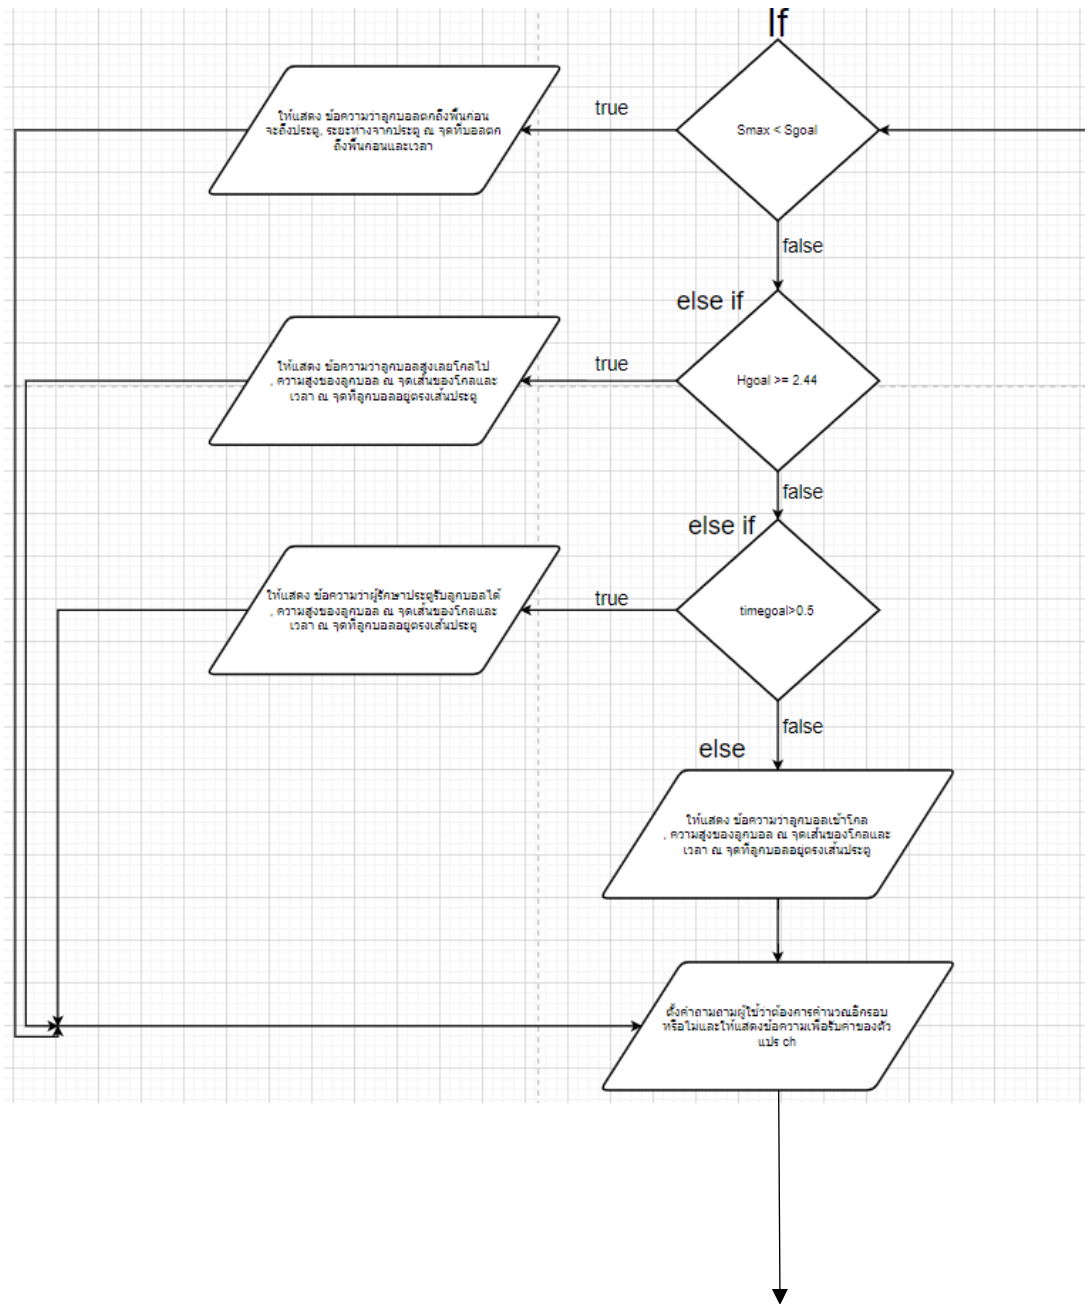 If
ให้แสดง ข้อความว่าลูกบอลตกถึงพื้นก่อน
จะถึงประตู, ระยะห่างจากประตู ณ จุดที่บอลตก
ถึงพื้นก่อนและเวลา
true
Smax < Sgoal
false
else if
ให้แสดง ข้อความว่าลูกบอลสูงเลยโกลไป
, ความสูงของลูกบอล ณ จุดเส้นของโกลและ
เวลา ณ จุดที่ลูกบอลอยู่ตรงเส้นประตู
true
Hgoal >= 2.44
false
else if
ให้แสดง ข้อความว่าผู้รักษาประตูรับลูกบอลได้
, ความสูงของลูกบอล ณ จุดเส้นของโกลและ
เวลา ณ จุดที่ลูกบอลอยู่ตรงเส้นประตู
true
timegoal>0.5
false
else
ให้แสดง ข้อความว่าลูกบอลเข้าโกล
, ความสูงของลูกบอล ณ จุดเส้นของโกลและ
เวลา ณ จุดที่ลูกบอลอยู่ตรงเส้นประตู
ตั้งคำถามถามผู้ใช้ว่าต้องการคำนวณอีกรอบ
หรือไม่และให้แสดงข้อความเพื่อรับค่าของตัว
แปร ch